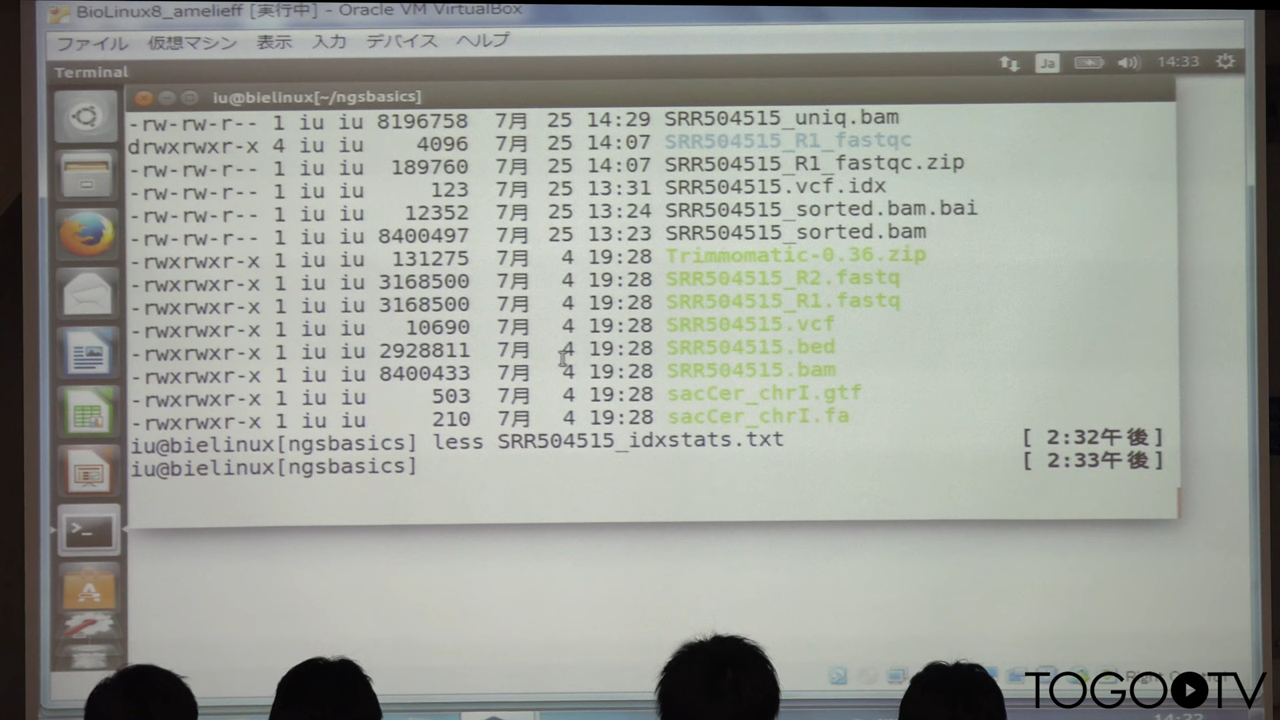 BioLinux8_amelieff [実行中] - Oracle VM VirtualBox
ファイル 仮想マシン 表示 入力 デバイス ヘルプ
Terminal Ja 14:33
iu@bielinux[~/ngsbasics]
-rw-rw-r-- 1 iu iu 8196758 7月 25 14:29 SRR504515_uniq.bam
drwxrwxr-x 4 iu iu 4096 7月 25 14:07 SRR504515_R1_fastqc
-rw-rw-r-- 1 iu iu 189760 7月 25 14:07 SRR504515_R1_fastqc.zip
-rw-rw-r-- 1 iu iu 123 7月 25 13:31 SRR504515.vcf.idx
-rw-rw-r-- 1 iu iu 12352 7月 25 13:24 SRR504515_sorted.bam.bai
-rw-rw-r-- 1 iu iu 8400497 7月 25 13:23 SRR504515_sorted.bam
-rwxrwxr-x 1 iu iu 131275 7月 4 19:28 Trimmomatic-0.36.zip
-rwxrwxr-x 1 iu iu 3168500 7月 4 19:28 SRR504515_R2.fastq
-rwxrwxr-x 1 iu iu 3168500 7月 4 19:28 SRR504515_R1.fastq
-rwxrwxr-x 1 iu iu 10690 7月 4 19:28 SRR504515.vcf
-rwxrwxr-x 1 iu iu 2928811 7月 4 19:28 SRR504515.bed
-rwxrwxr-x 1 iu iu 8400433 7月 4 19:28 SRR504515.bam
-rwxrwxr-x 1 iu iu 503 7月 4 19:28 sacCer_chrI.gtf
-rwxrwxr-x 1 iu iu 210 7月 4 19:28 sacCer_chrI.fa
iu@bielinux[ngsbasics] less SRR504515_idxstats.txt [ 2:32午後]
iu@bielinux[ngsbasics] [ 2:33午後]
TOGOTV